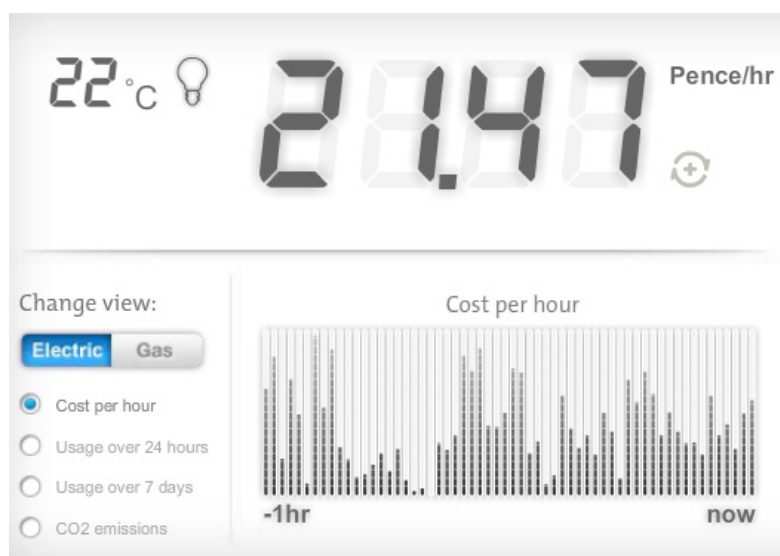 22 °C
21.47
Pence/hr
Change view:
Electric Gas
Cost per hour
Usage over 24 hours
Usage over 7 days
CO2 emissions
Cost per hour
-1hr now